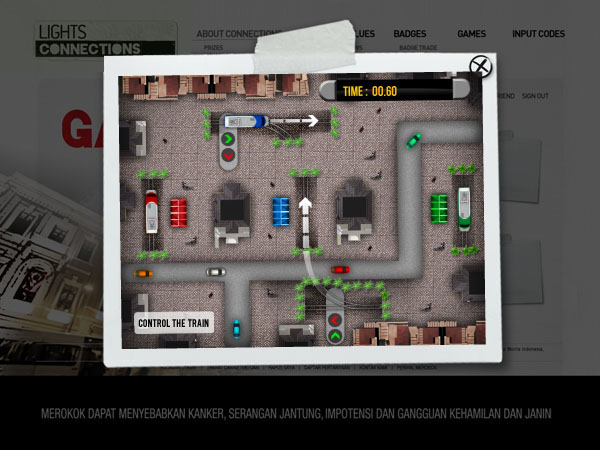 LIGHTS
CONNECTIONS
ABOUT CONNECTIONS
BADGES
GAMES
INPUT CODES
PRIZES
BADGE TRADE
SIGN OUT
TIME : 00.60
CONTROL THE TRAIN
MEROKOK DAPAT MENYEBABKAN KANKER, SERANGAN JANTUNG, IMPOTENSI DAN GANGGUAN KEHAMILAN DAN JANIN